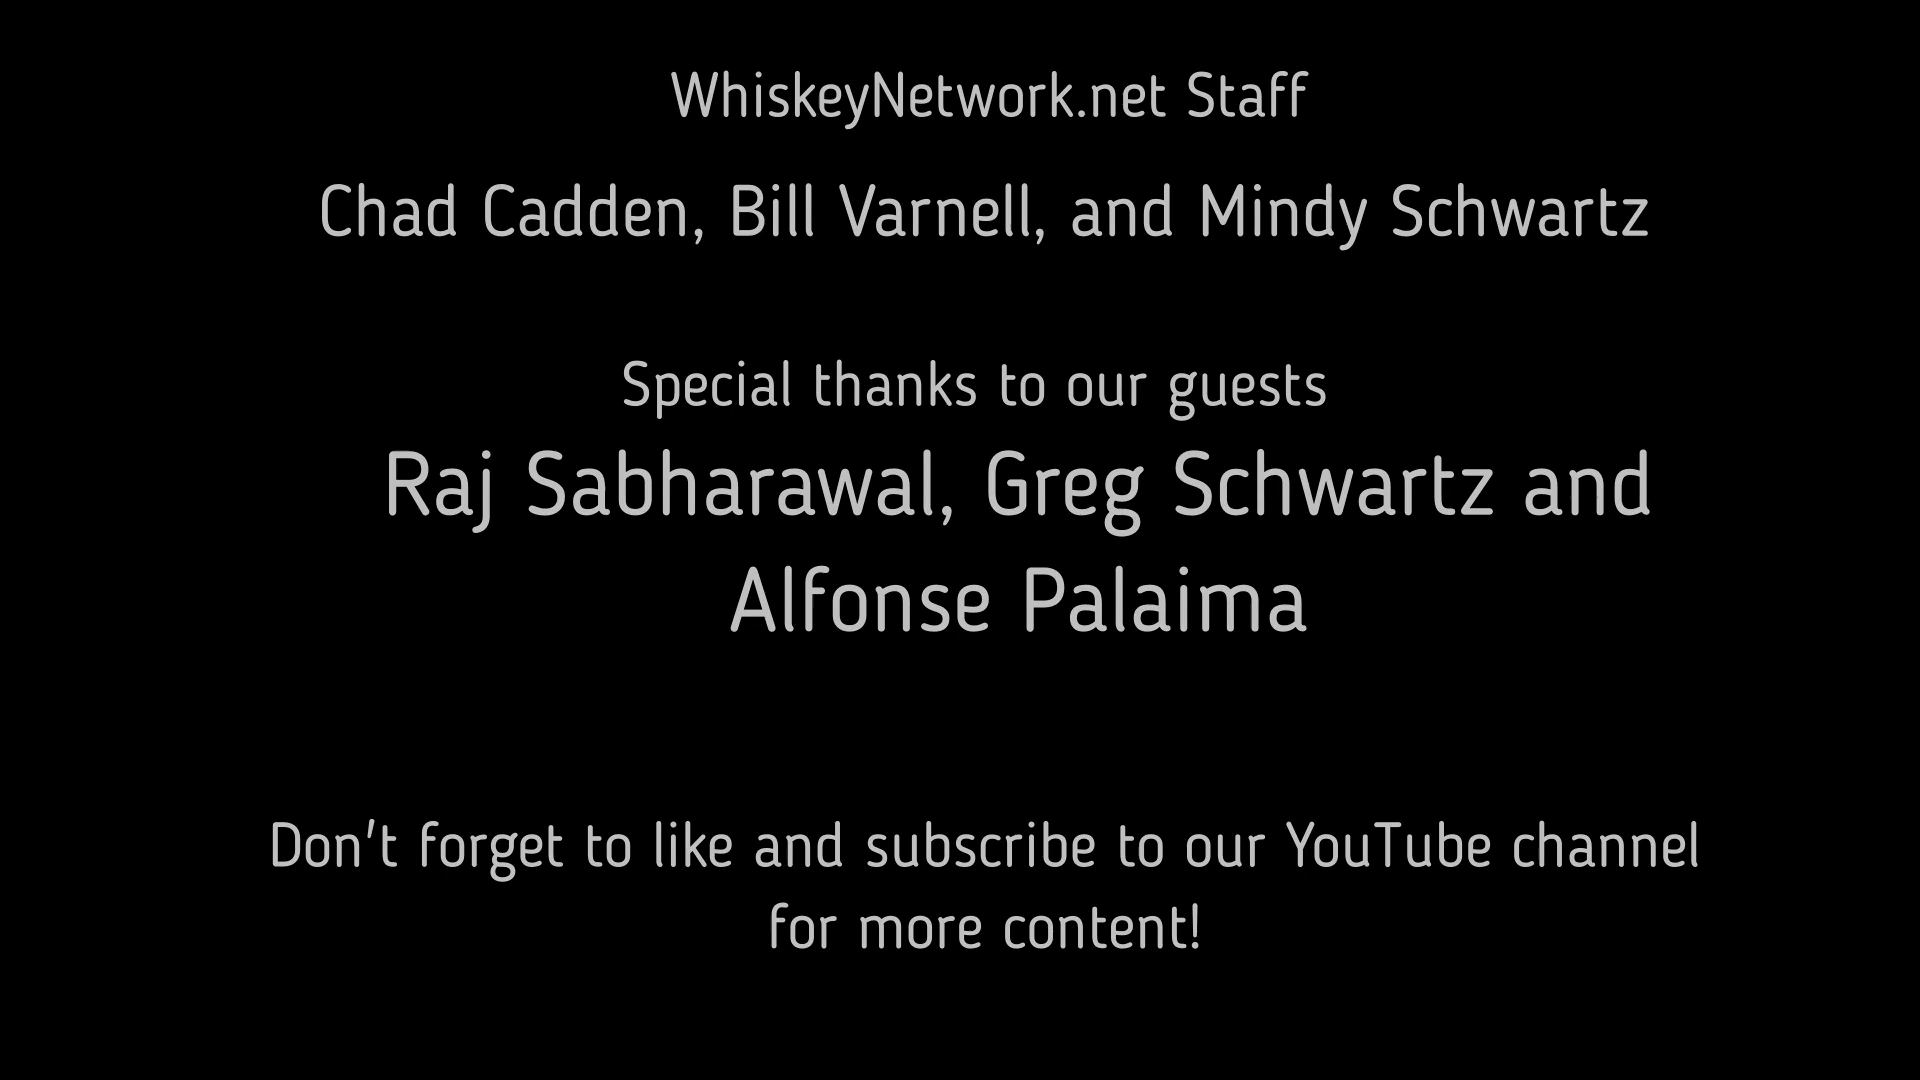 WhiskeyNetwork.net Staff
Chad Cadden, Bill Varnell, and Mindy Schwartz
Special thanks to our guests
Raj Sabharawal, Greg Schwartz and
Alfonse Palaima
Don't forget to like and subscribe to our YouTube channel
for more content!